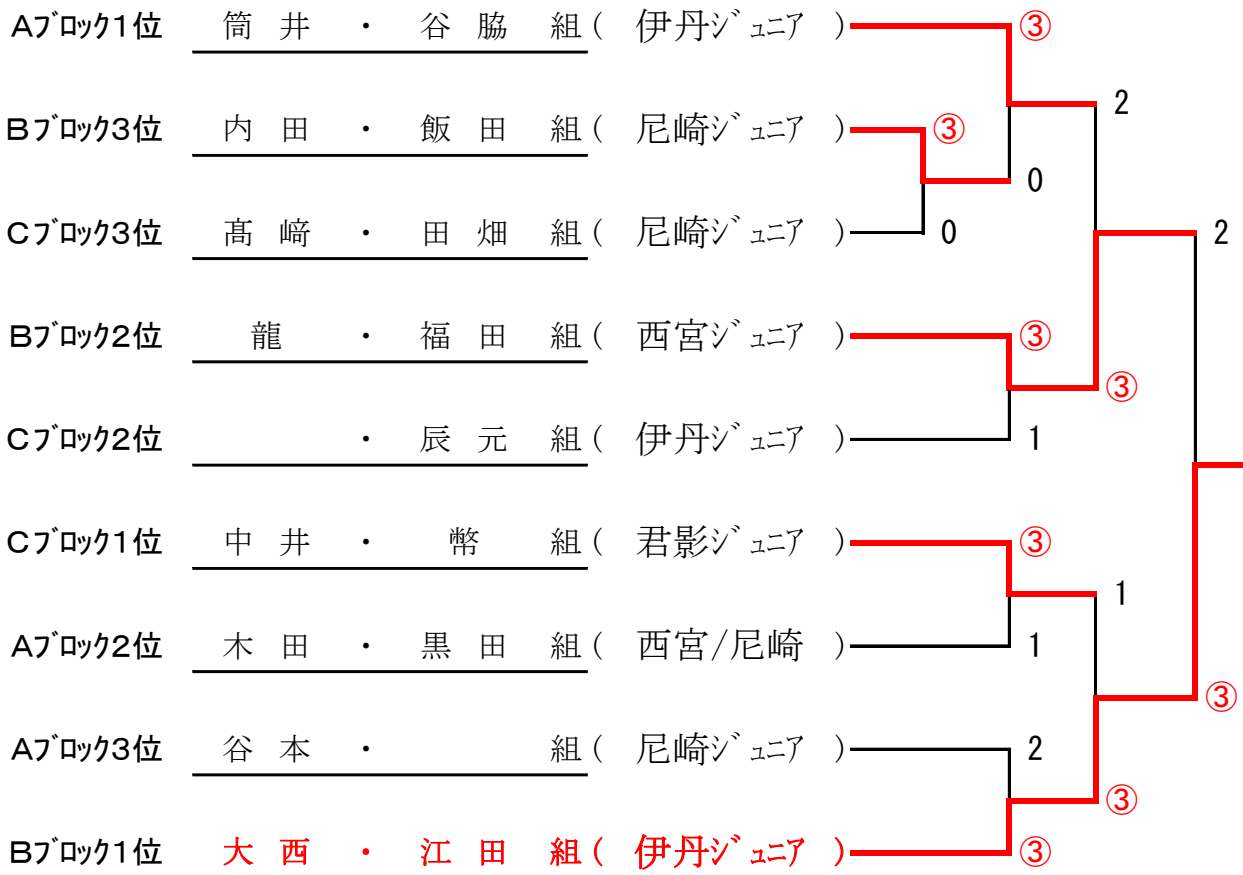 Aブロック1位 筒井・谷脇 組(伊丹ジュニア) ③
2
Bブロック3位 内田・飯田 組(尼崎ジュニア) ③
0
Cブロック3位 髙﨑・田畑 組(尼崎ジュニア) 0
2
Bブロック2位 龍・福田 組(西宮ジュニア) ③
③
Cブロック2位 ・辰元 組(伊丹ジュニア) 1
Cブロック1位 中井・幣 組(君影ジュニア) ③
1
Aブロック2位 木田・黒田 組(西宮/尼崎) 1
③
Aブロック3位 谷本・ 組(尼崎ジュニア) 2
③
Bブロック1位 大西・江田 組(伊丹ジュニア) ③